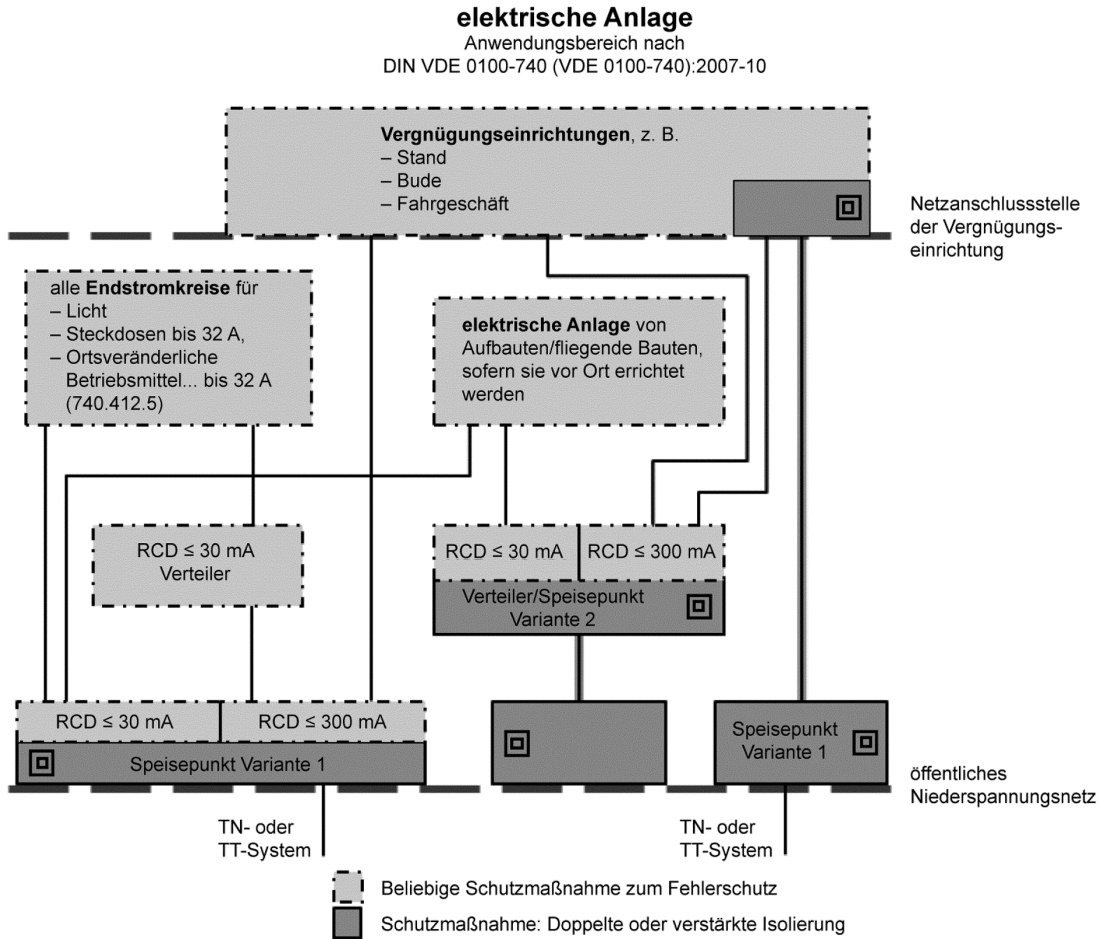 elektrische Anlage
Anwendungsbereich nach
DIN VDE 0100-740 (VDE 0100-740):2007-10
Vergnügungseinrichtungen, z. B.
– Stand
– Bude
– Fahrgeschäft
Netzanschlussstelle
der Vergnügungs-
einrichtung
alle Endstromkreise für
– Licht
– Steckdosen bis 32 A,
– Ortsveränderliche
Betriebsmittel... bis 32 A
(740.412.5)
elektrische Anlage von
Aufbauten/fliegende Bauten,
sofern sie vor Ort errichtet
werden
RCD ≤ 30 mA
Verteiler
RCD ≤ 30 mA
RCD ≤ 300 mA
Verteiler/Speisepunkt
Variante 2
RCD ≤ 30 mA
RCD ≤ 300 mA
Speisepunkt Variante 1
Speisepunkt
Variante 1
öffentliches
Niederspannungsnetz
TN- oder
TT-System
TN- oder
TT-System
Beliebige Schutzmaßnahme zum Fehlerschutz
Schutzmaßnahme: Doppelte oder verstärkte Isolierung